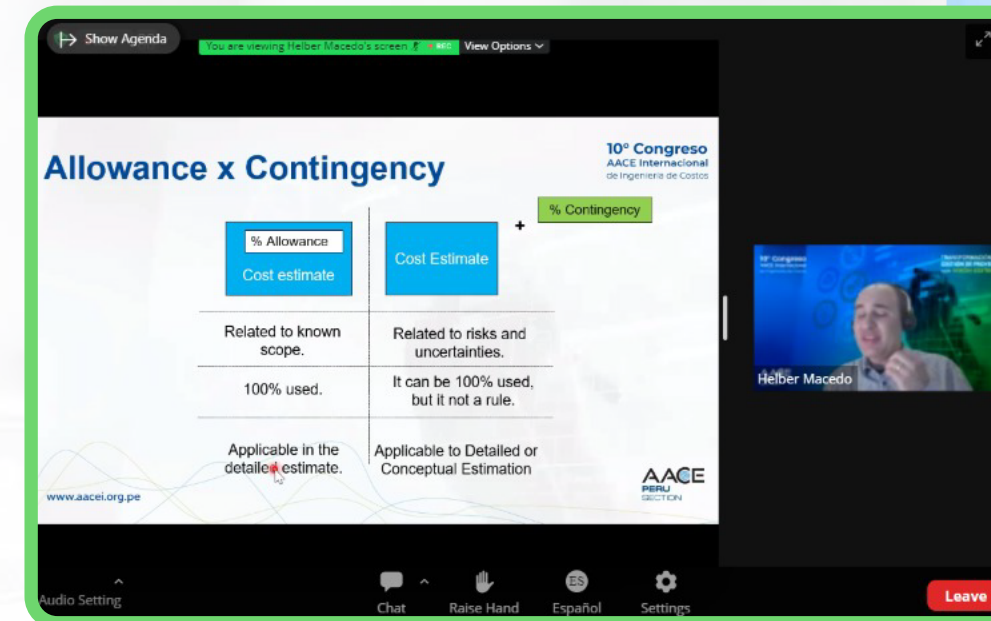 Show Agenda
You are viewing Helber Macedo's screen
REC
View Options
Allowance x Contingency
10º Congreso
AACE Internacional
de Ingeniería de Costos
% Allowance
Cost estimate
Cost Estimate
+
% Contingency
Related to known
scope.
Related to risks and
uncertainties.
100% used.
It can be 100% used,
but it not a rule.
Applicable in the
detailed estimate.
Applicable to Detailed or
Conceptual Estimation
www.aacei.org.pe
AACE
PERU
SECTION
10º Congreso
Helber Macedo
Audio Setting
Chat
Raise Hand
ES
Español
Settings
Leave